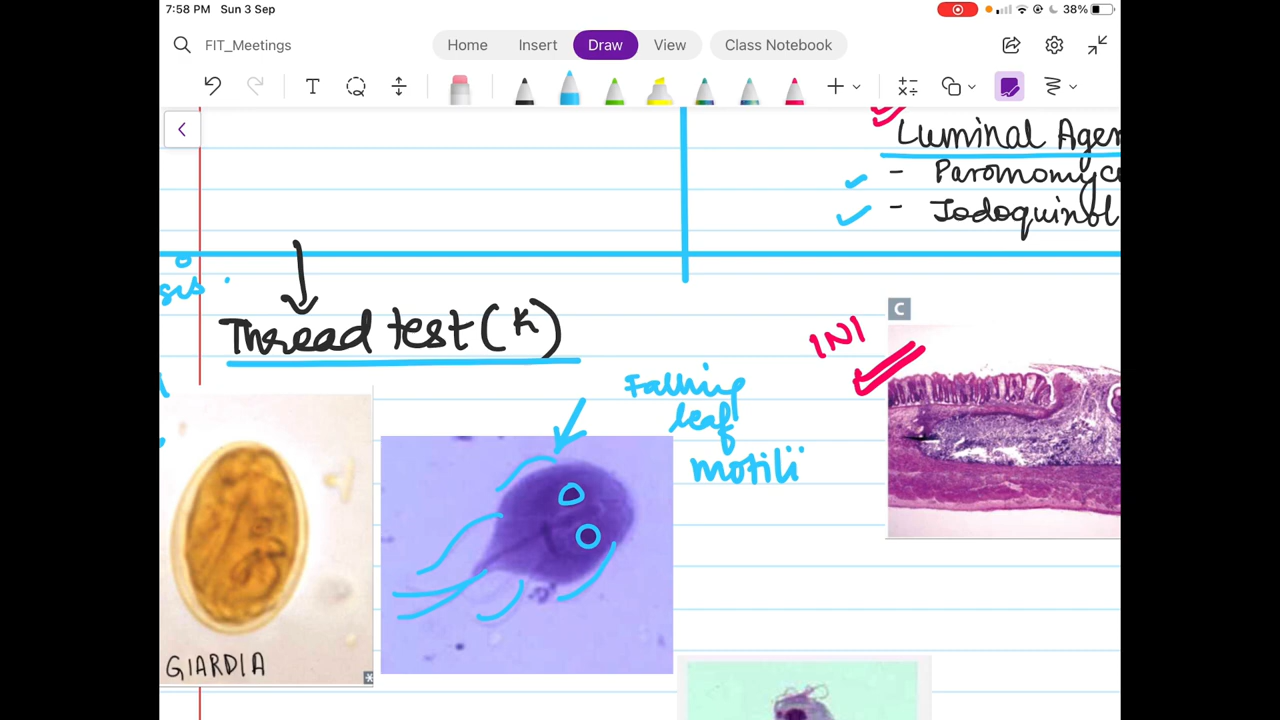 7:58 PM Sun 3 Sep
38%
FIT_Meetings
Home Insert Draw View Class Notebook
T
Luminal Agen
- Paromomyc
- Iodoquinol
Thread test (K)
INI
C
Falling
leaf
motili
GIARDIA